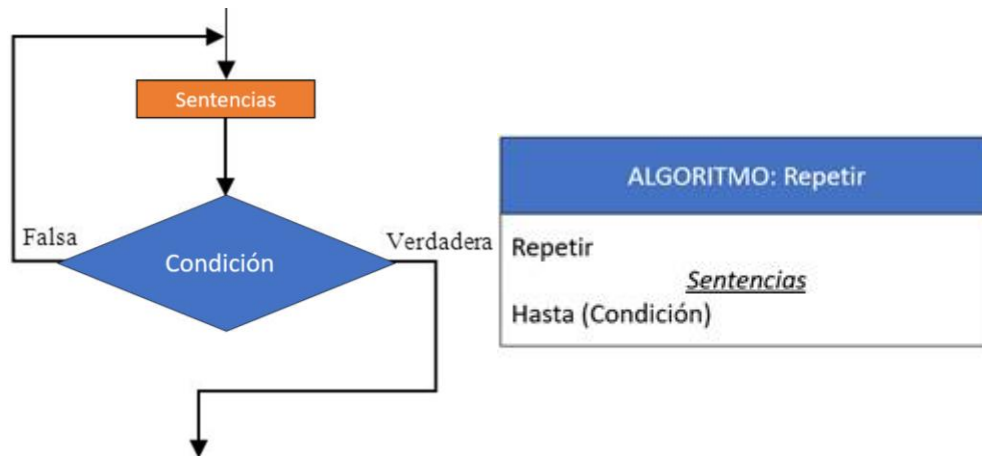 Sentencias
Falsa
Condición
Verdadera
ALGORITMO: Repetir
Repetir
Sentencias
Hasta (Condición)